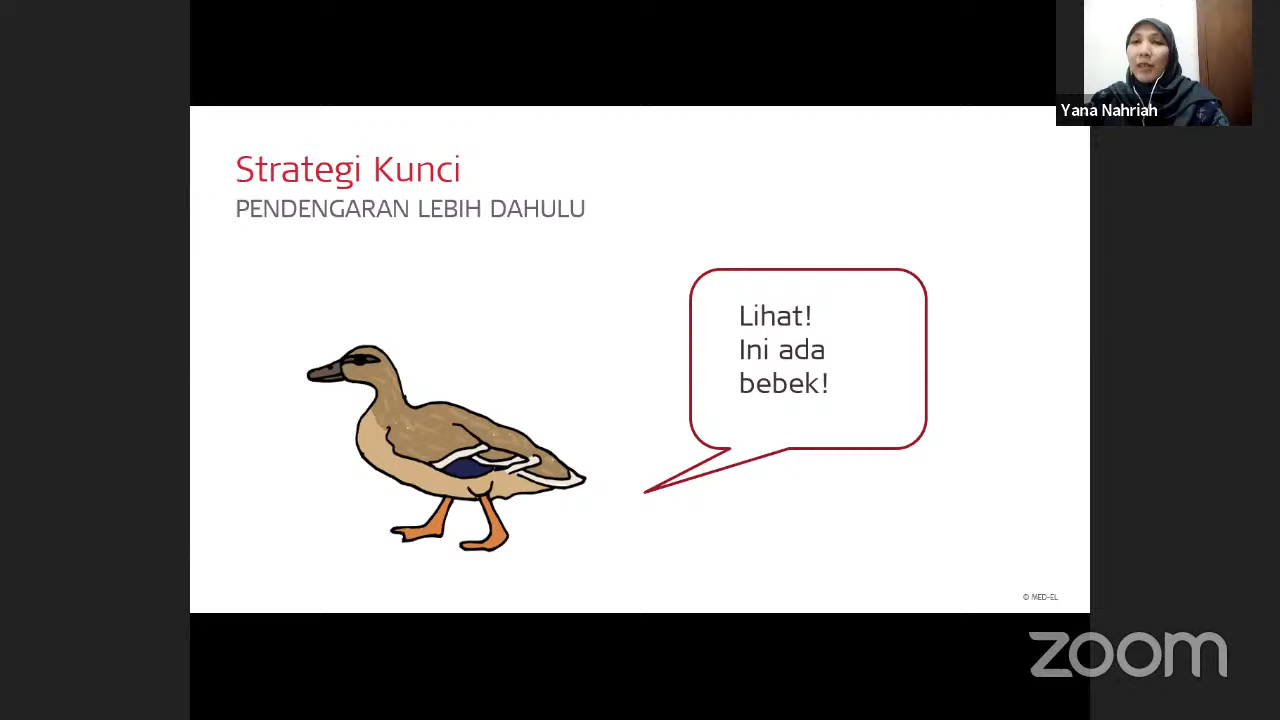 Yana Nahriah
Strategi Kunci
PENDENGARAN LEBIH DAHULU
Lihat!
Ini ada
bebek!
© MED-EL
zoom